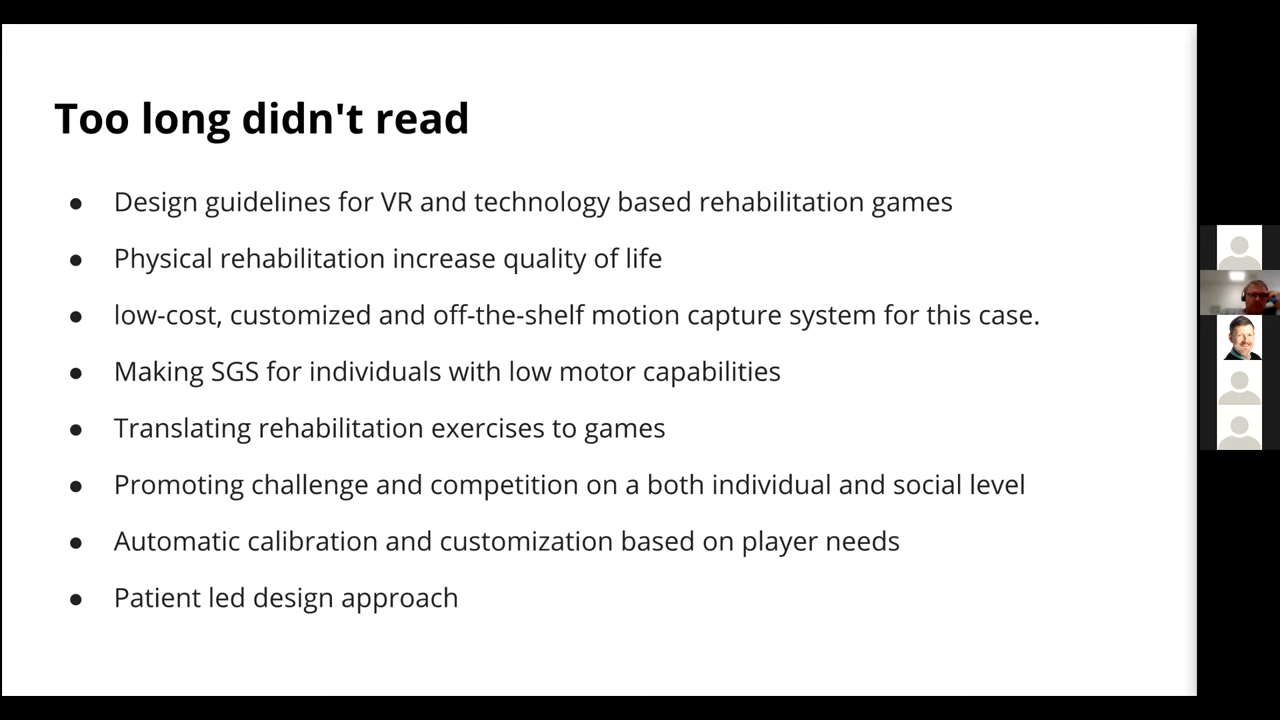 Too long didn't read
● Design guidelines for VR and technology based rehabilitation games
● Physical rehabilitation increase quality of life
● low-cost, customized and off-the-shelf motion capture system for this case.
● Making SGS for individuals with low motor capabilities
● Translating rehabilitation exercises to games
● Promoting challenge and competition on a both individual and social level
● Automatic calibration and customization based on player needs
● Patient led design approach